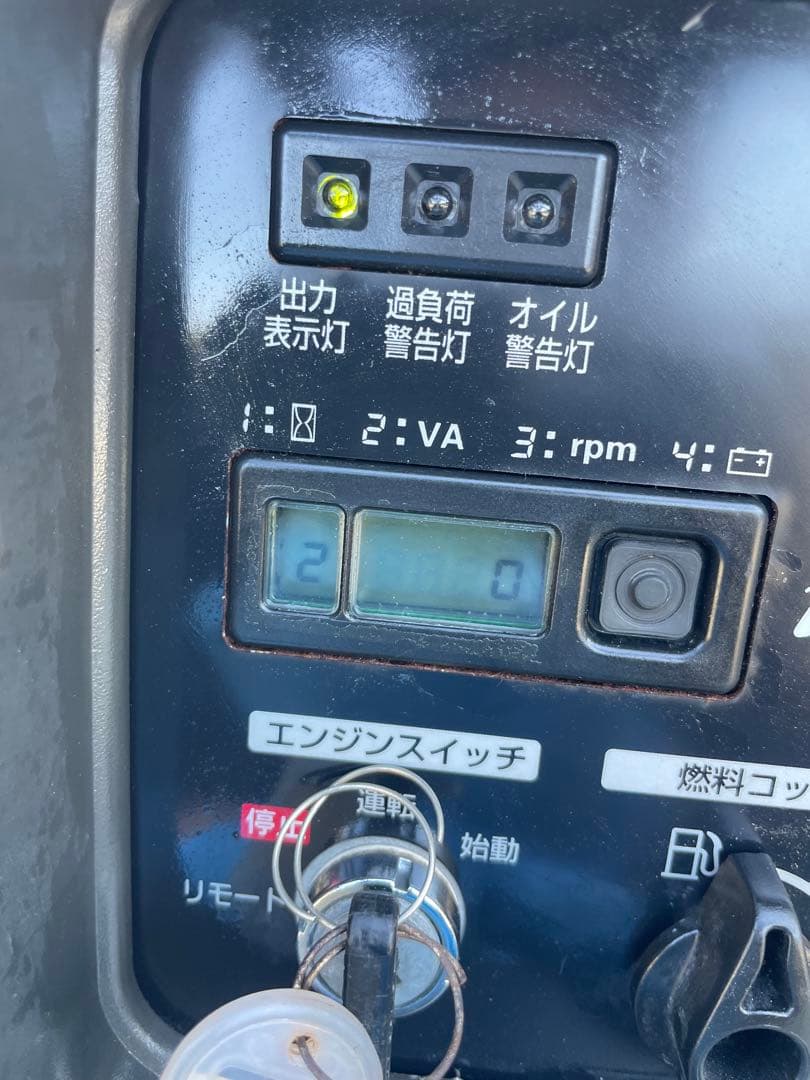 出力
表示灯
過負荷
警告灯
オイル
警告灯
1:
2:VA
3:rpm
4:
2
0
エンジンスイッチ
燃料コッ
停止
運転
始動
リモート